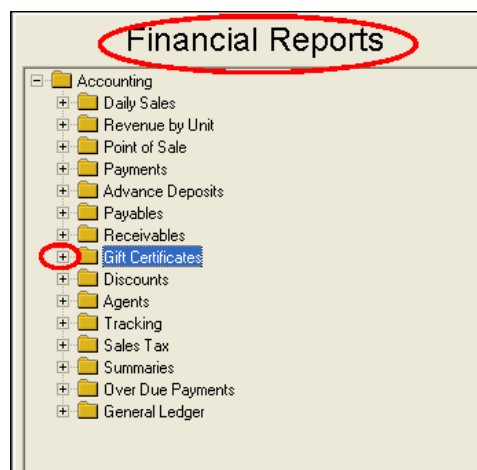 Financial Reports
Accounting
Daily Sales
Revenue by Unit
Point of Sale
Payments
Advance Deposits
Payables
Receivables
Gift Certificates
Discounts
Agents
Tracking
Sales Tax
Summaries
Over Due Payments
General Ledger